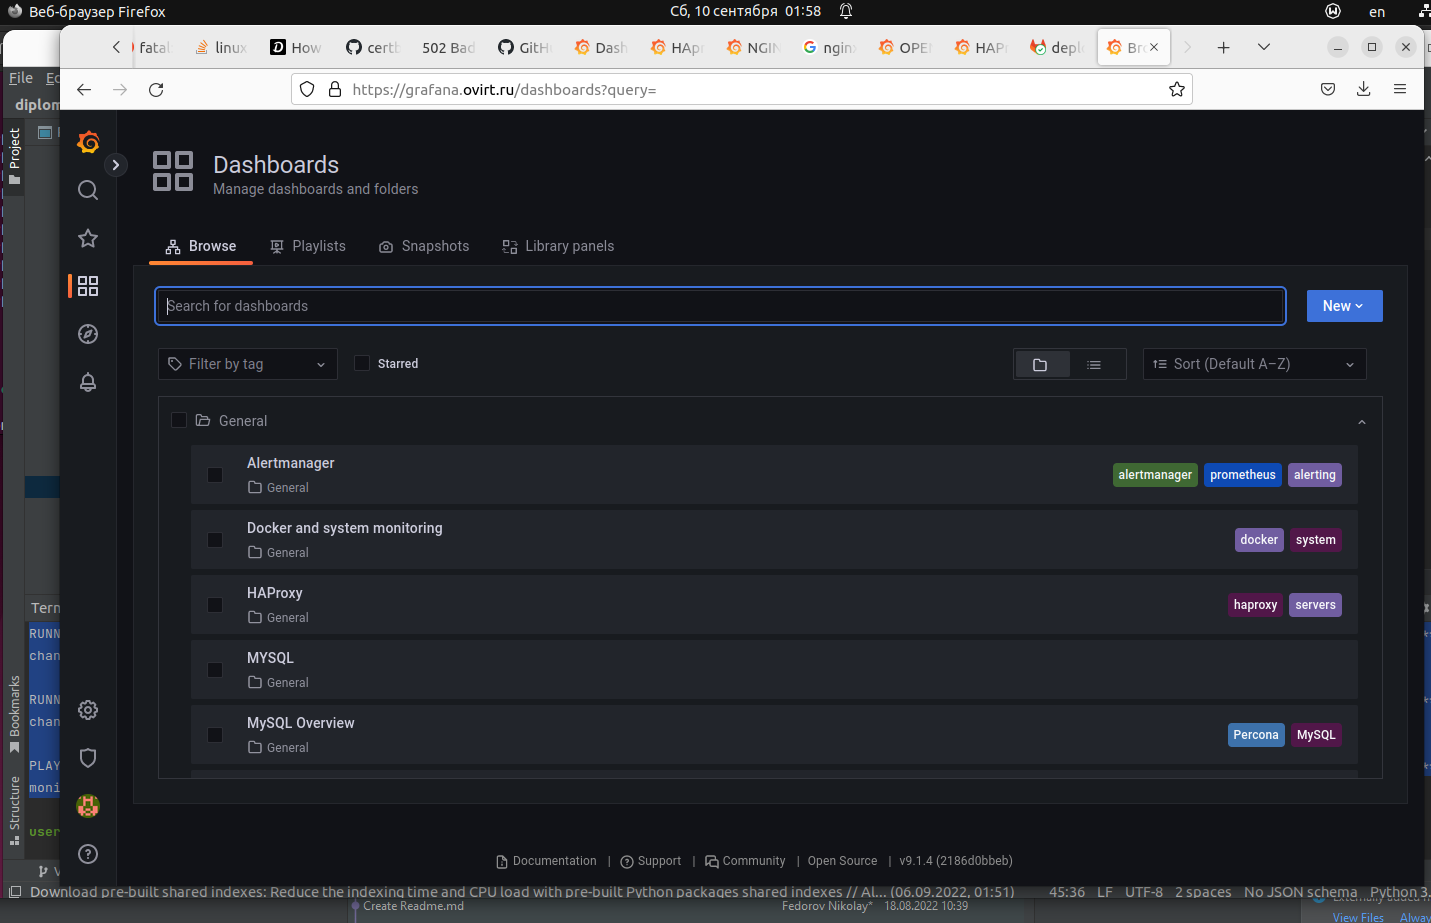 Веб-браузер Firefox
Сб, 10 сентября 01:58
en
fatal
linux
How
certb
502 Bad
GitH
Dash
HApr
NGIN
nginx
OPEN
HAPr
deplo
Bro
File
https://grafana.ovirt.ru/dashboards?query=
diplom
Project
Dashboards
Manage dashboards and folders
Browse
Playlists
Snapshots
Library panels
Search for dashboards
New
Filter by tag
Starred
Sort (Default A–Z)
General
Alertmanager
General
alertmanager prometheus alerting
Docker and system monitoring
General
docker system
HAProxy
General
haproxy servers
MYSQL
General
MySQL Overview
General
Percona MySQL
Term
RUNN
chan
RUNN
chan
PLAY
moni
user
Bookmarks
Structure
Documentation | Support | Community | Open Source | v9.1.4 (2186d0bbeb)
Download pre-built shared indexes: Reduce the indexing time and CPU load with pre-built Python packages shared indexes // Al... (06.09.2022, 01:51) 45:36 LF UTF-8 2 spaces No JSON schema Python 3.
Create Readme.md
Fedorov Nikolay* 18.08.2022 10:39
Externally added
View Files Alway